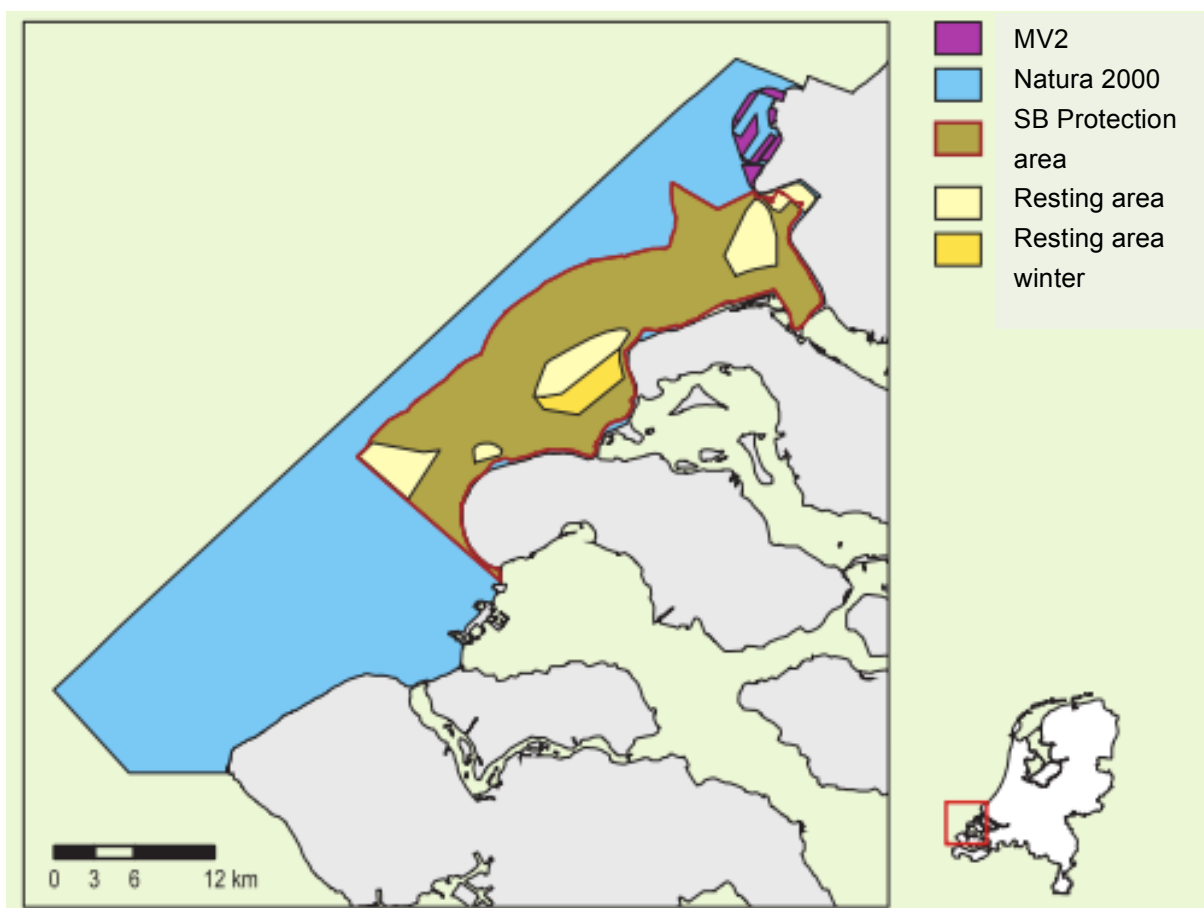 MV2
Natura 2000
SB Protection
area
Resting area
Resting area
winter
0 3 6 12 km